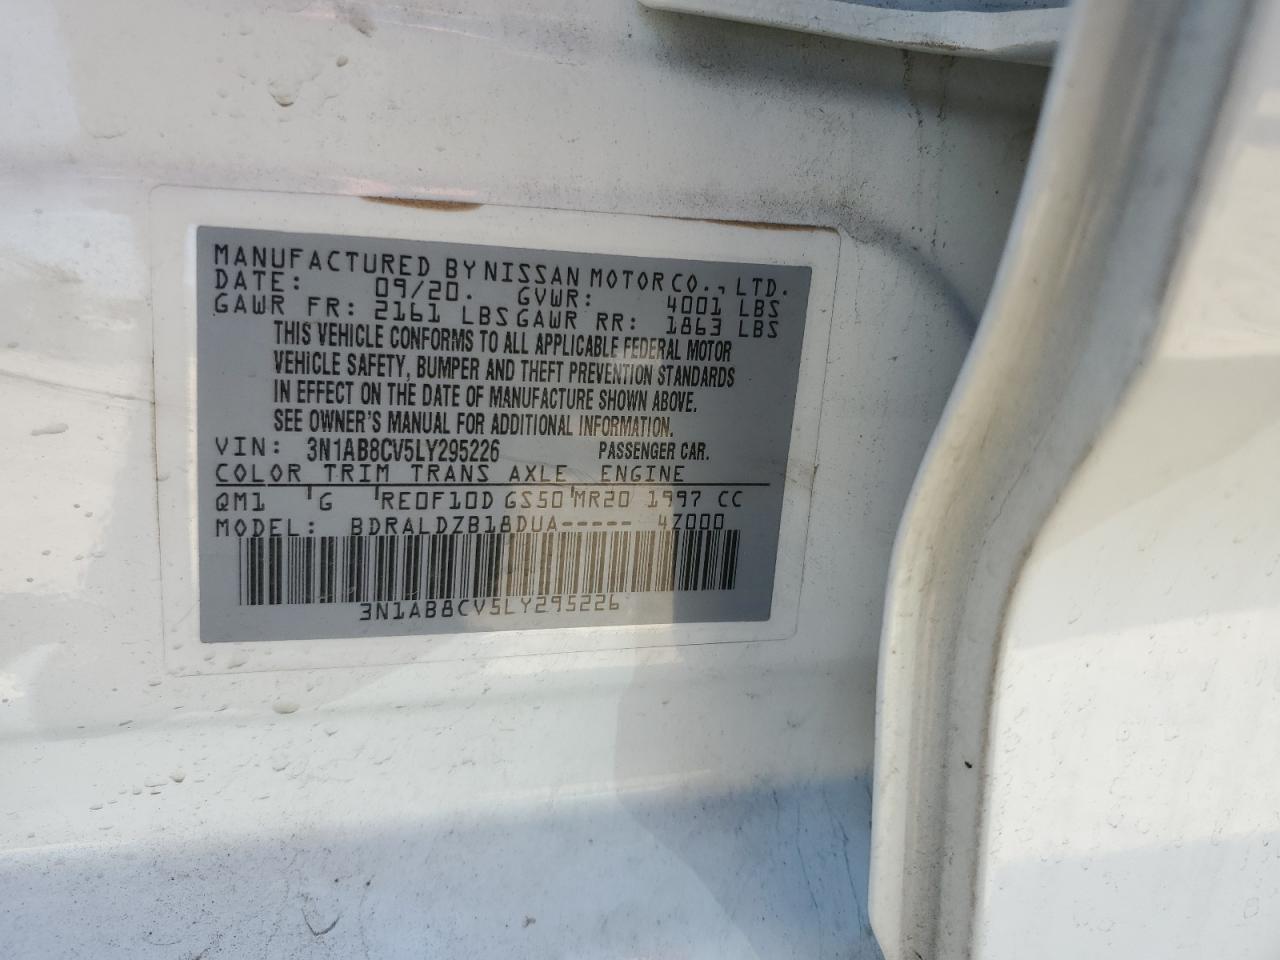 MANUFACTURED BY NISSAN MOTOR CO., LTD.
DATE: 09/20. GVWR: 4001 LBS
GAWR FR: 2161 LBS GAWR RR: 1863 LBS
THIS VEHICLE CONFORMS TO ALL APPLICABLE FEDERAL MOTOR
VEHICLE SAFETY, BUMPER AND THEFT PREVENTION STANDARDS
IN EFFECT ON THE DATE OF MANUFACTURE SHOWN ABOVE.
SEE OWNER'S MANUAL FOR ADDITIONAL INFORMATION.
VIN: 3N1AB8CV5LY295226 PASSENGER CAR.
COLOR TRIM TRANS AXLE ENGINE
QM1 'G 'RE0F10D GS50'MR20 1997 CC
MODEL: BDRALDZB18DUA----- 4Z000
3N1AB8CV5LY295226